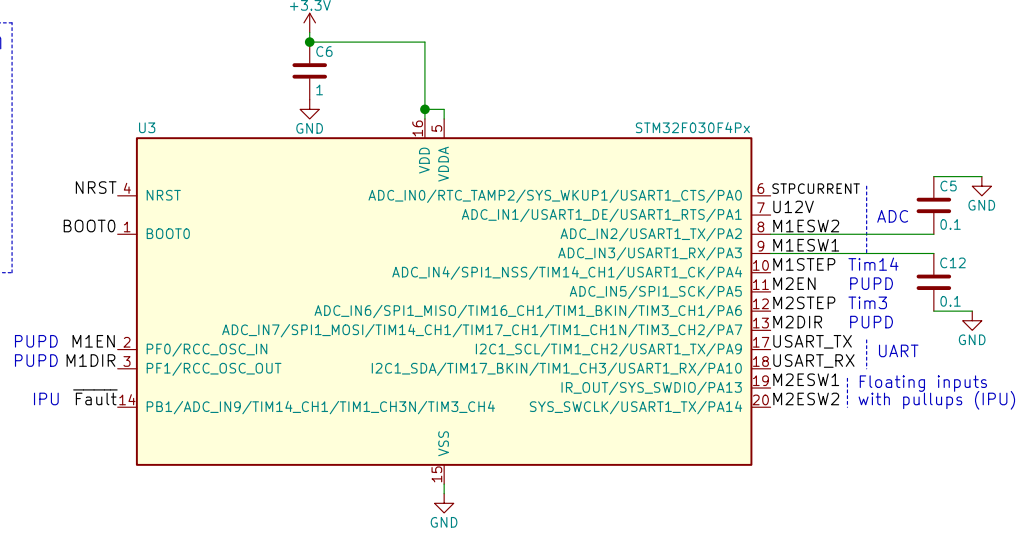 +3.3V
C6
1
GND
U3
STM32F030F4Px
16
5
VDD
VDDA
NRST 4 NRST
BOOT0 1 BOOT0
PUPD M1EN 2 PF0/RCC_OSC_IN
PUPD M1DIR 3 PF1/RCC_OSC_OUT
IPU Fault 14 PB1/ADC_IN9/TIM14_CH1/TIM1_CH3N/TIM3_CH4
ADC_IN0/RTC_TAMP2/SYS_WKUP1/USART1_CTS/PA0 6 STPCURRENT
ADC_IN1/USART1_DE/USART1_RTS/PA1 7 U12V
ADC_IN2/USART1_TX/PA2 8 M1ESW2
ADC_IN3/USART1_RX/PA3 9 M1ESW1
ADC
ADC_IN4/SPI1_NSS/TIM14_CH1/USART1_CK/PA4 10 M1STEP Tim14
ADC_IN5/SPI1_SCK/PA5 11 M2EN PUPD
ADC_IN6/SPI1_MISO/TIM16_CH1/TIM1_BKIN/TIM3_CH1/PA6 12 M2STEP Tim3
ADC_IN7/SPI1_MOSI/TIM14_CH1/TIM17_CH1/TIM1_CH1N/TIM3_CH2/PA7 13 M2DIR PUPD
I2C1_SCL/TIM1_CH2/USART1_TX/PA9 17 USART_TX
I2C1_SDA/TIM17_BKIN/TIM1_CH3/USART1_RX/PA10 18 USART_RX
UART
IR_OUT/SYS_SWDIO/PA13 19 M2ESW1
SYS_SWCLK/USART1_TX/PA14 20 M2ESW2
Floating inputs
with pullups (IPU)
C5
0.1
GND
C12
0.1
GND
VSS
15
GND